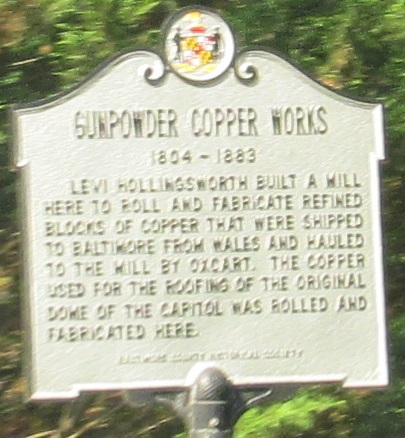 GUNPOWDER COPPER WORKS
1804 - 1883
LEVI HOLLINGSWORTH BUILT A MILL
HERE TO ROLL AND FABRICATE REFINED
BLOCKS OF COPPER THAT WERE SHIPPED
TO BALTIMORE FROM WALES AND HAULED
TO THE MILL BY OXCART. THE COPPER
USED FOR THE ROOFING OF THE ORIGINAL
DOME OF THE CAPITOL WAS ROLLED AND
FABRICATED HERE.
BALTIMORE COUNTY HISTORICAL SOCIETY